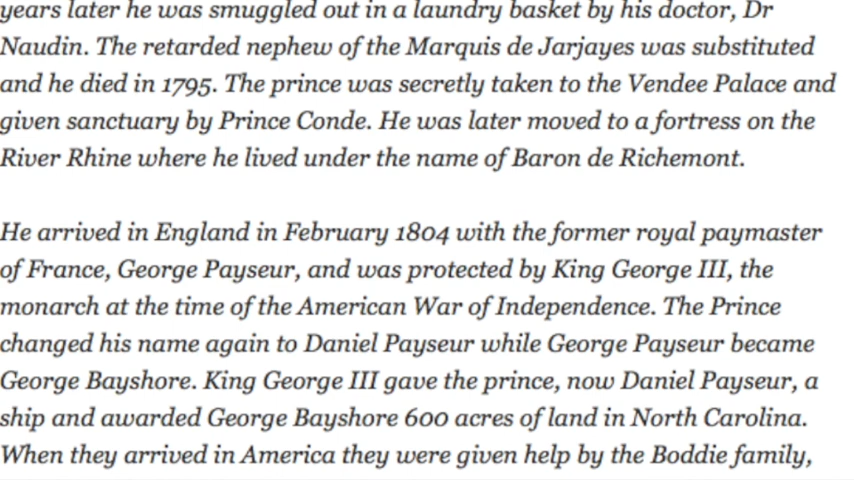 years later he was smuggled out in a laundry basket by his doctor, Dr
Naudin. The retarded nephew of the Marquis de Jarjayes was substituted
and he died in 1795. The prince was secretly taken to the Vendee Palace and
given sanctuary by Prince Conde. He was later moved to a fortress on the
River Rhine where he lived under the name of Baron de Richemont.
He arrived in England in February 1804 with the former royal paymaster
of France, George Payseur, and was protected by King George III, the
monarch at the time of the American War of Independence. The Prince
changed his name again to Daniel Payseur while George Payseur became
George Bayshore. King George III gave the prince, now Daniel Payseur, a
ship and awarded George Bayshore 600 acres of land in North Carolina.
When they arrived in America they were given help by the Boddie family,